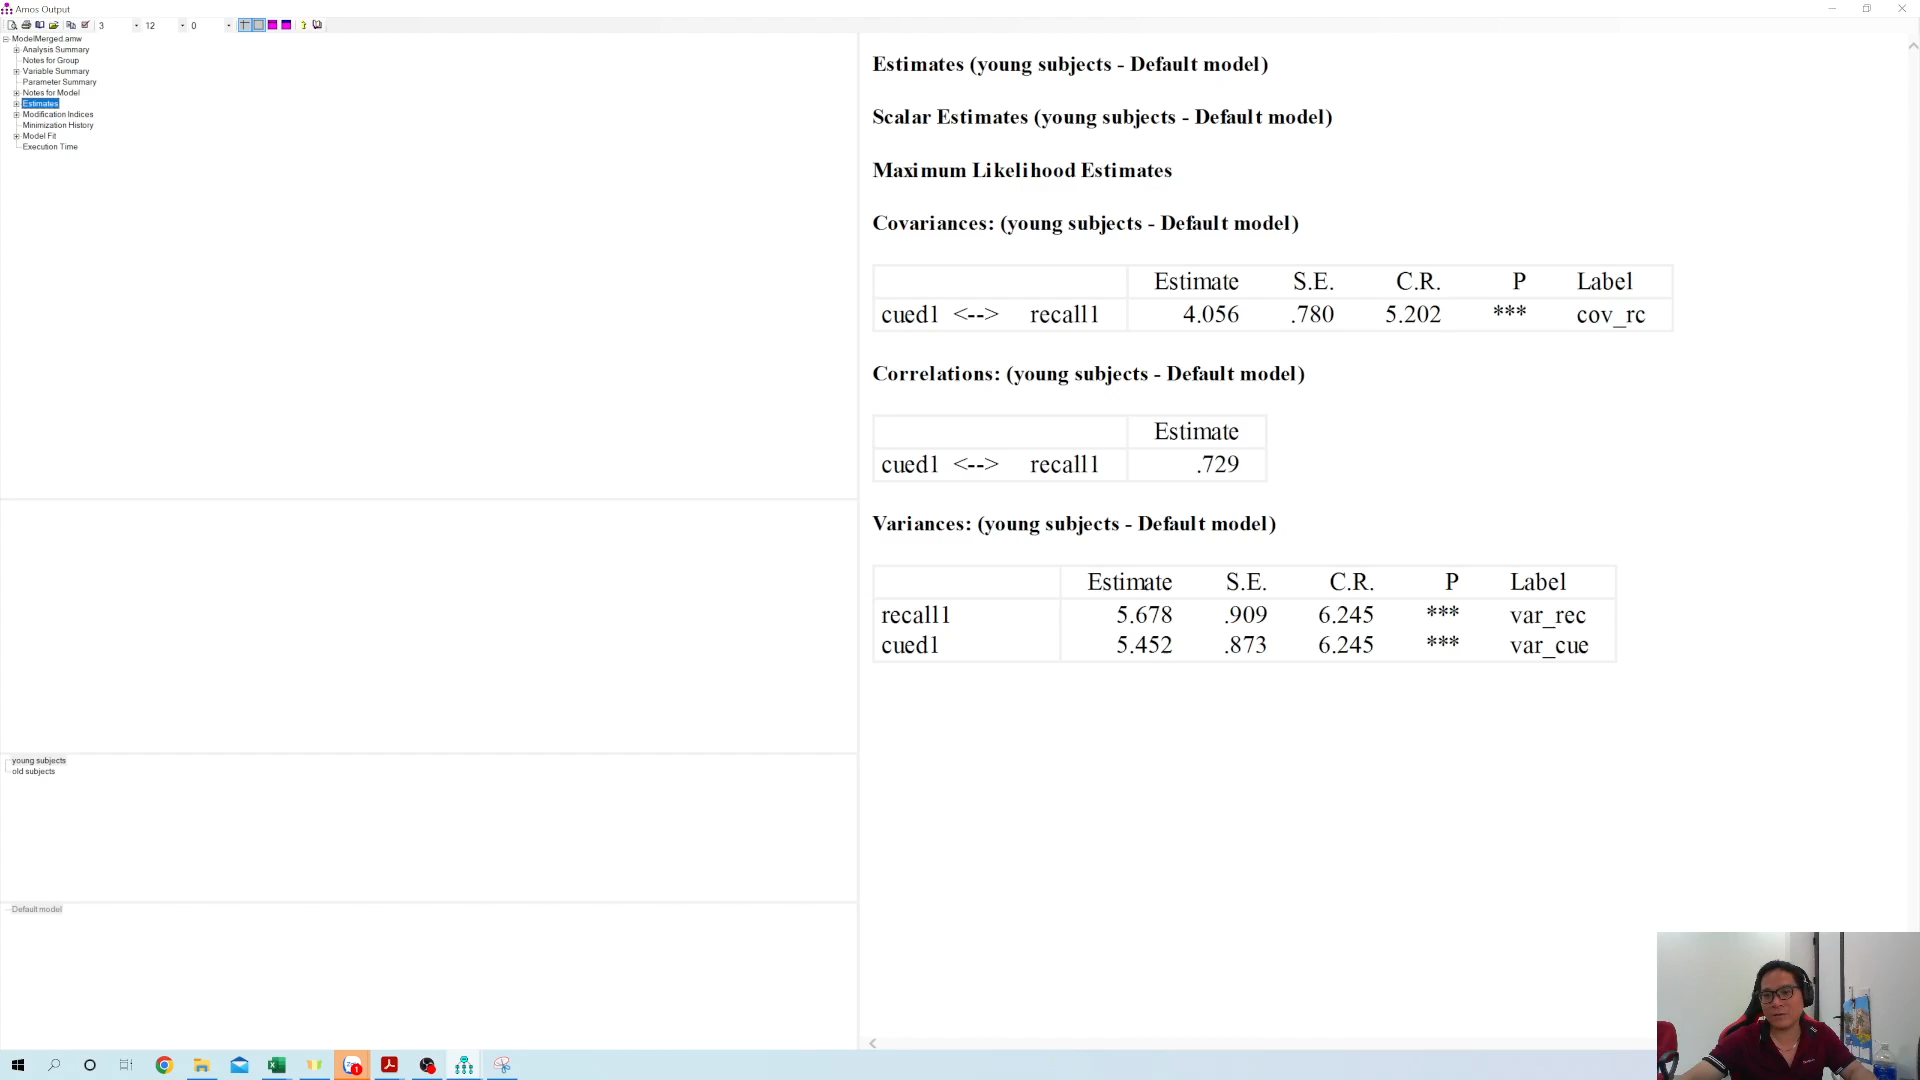 Amos Output
3 12 0
ModelMerged.amw
Analysis Summary
Notes for Group
Variable Summary
Parameter Summary
Notes for Model
Estimates
Modification Indices
Minimization History
Model Fit
Execution Time
young subjects
old subjects
Default model
Estimates (young subjects - Default model)
Scalar Estimates (young subjects - Default model)
Maximum Likelihood Estimates
Covariances: (young subjects - Default model)
Estimate S.E. C.R. P Label
cued1 <--> recall1 4.056 .780 5.202 *** cov_rc
Correlations: (young subjects - Default model)
Estimate
cued1 <--> recall1 .729
Variances: (young subjects - Default model)
Estimate S.E. C.R. P Label
recall1 5.678 .909 6.245 *** var_rec
cued1 5.452 .873 6.245 *** var_cue